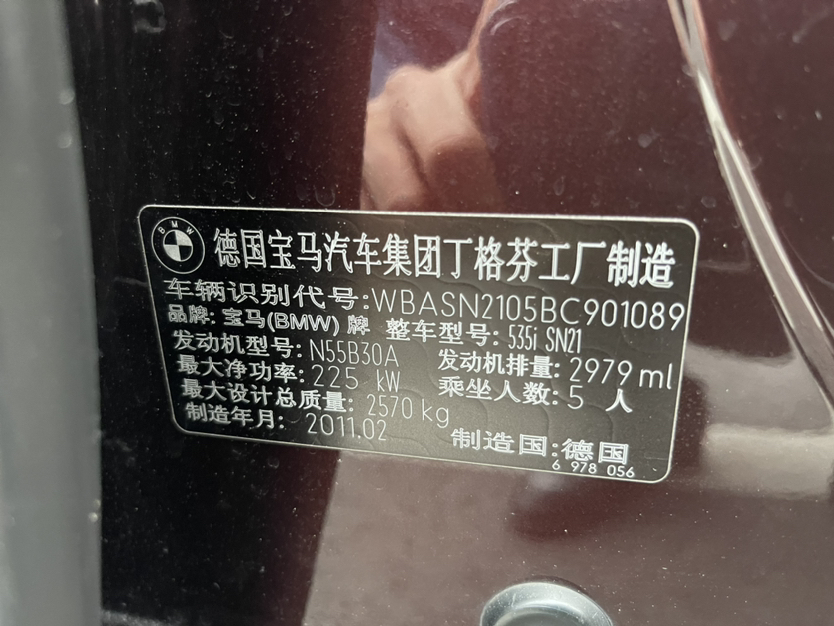 BMW
德国宝马汽车集团丁格芬工厂制造
车辆识别代号:WBASN2105BC901089
品牌: 宝马(BMW) 牌 整车型号: 535i SN21
发动机型号: N55B30A 发动机排量: 2979 ml
最大净功率: 225 kW 乘坐人数: 5 人
最大设计总质量: 2570 kg
制造年月: 2011.02 制造国: 德国
6 978 056